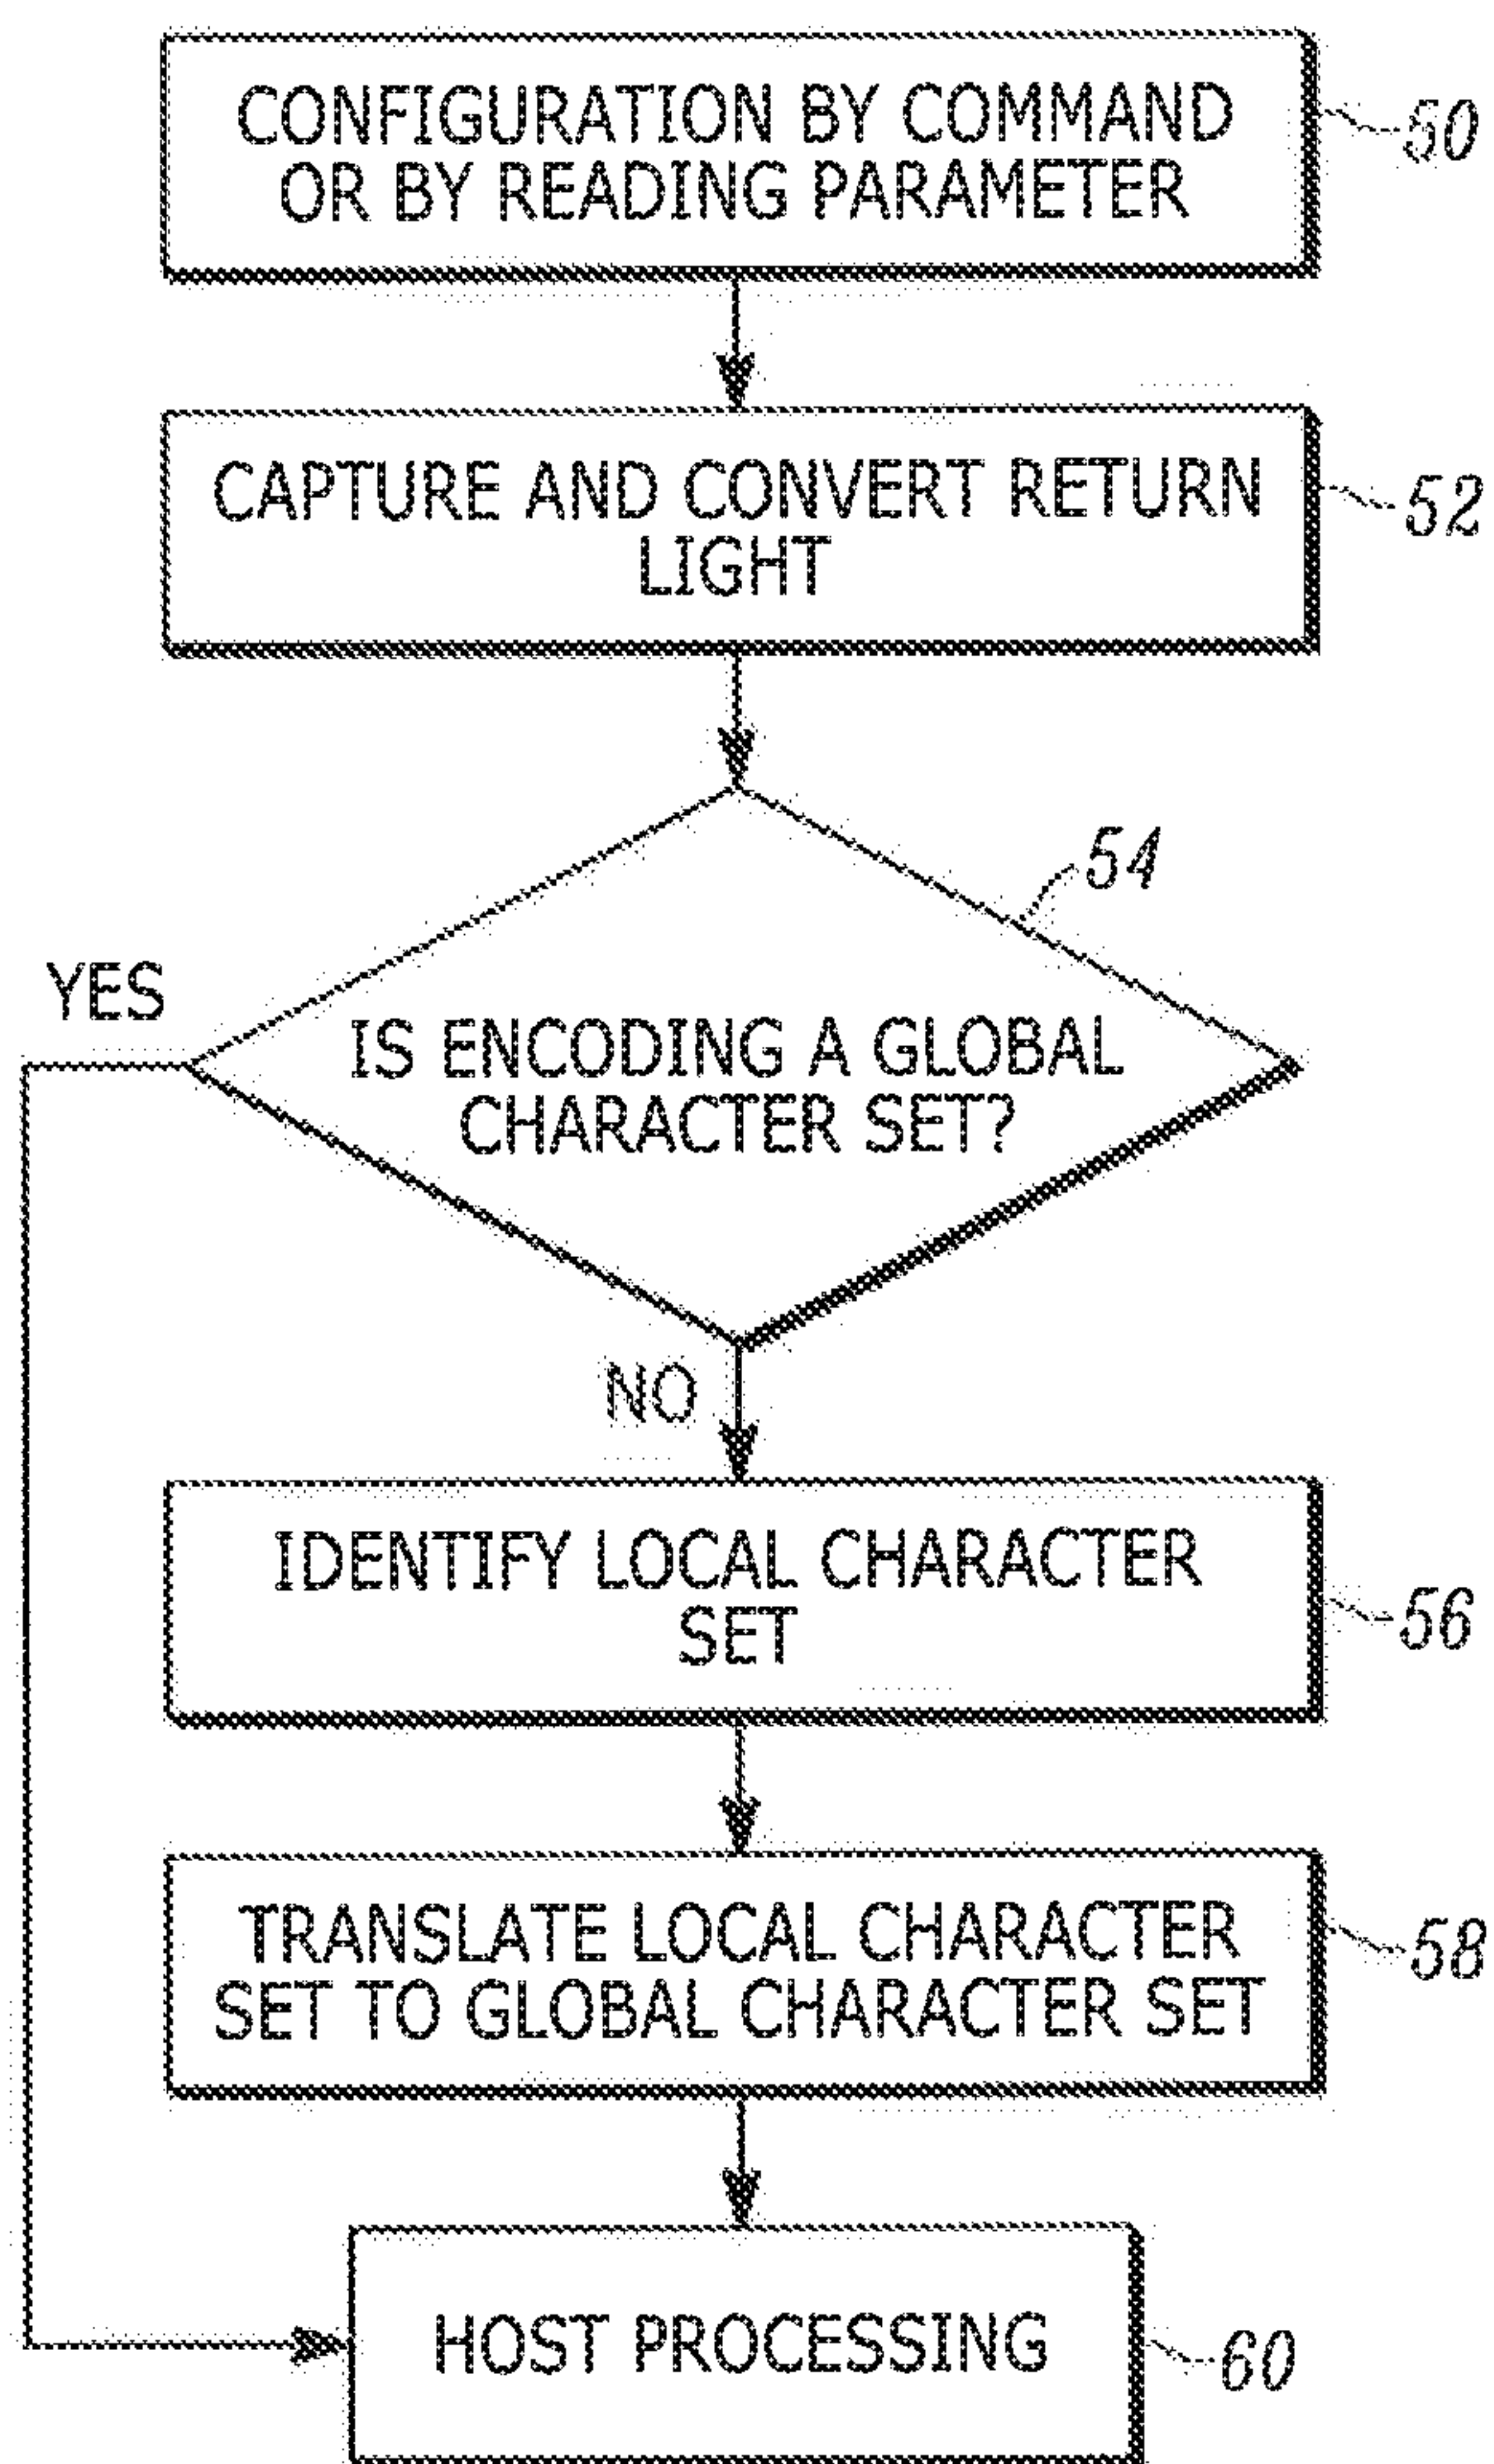 CONFIGURATION BY COMMAND
OR BY READING PARAMETER
50
CAPTURE AND CONVERT RETURN
LIGHT
52
54
YES
IS ENCODING A GLOBAL
CHARACTER SET?
NO
IDENTIFY LOCAL CHARACTER
SET
56
TRANSLATE LOCAL CHARACTER
SET TO GLOBAL CHARACTER SET
58
HOST PROCESSING
60